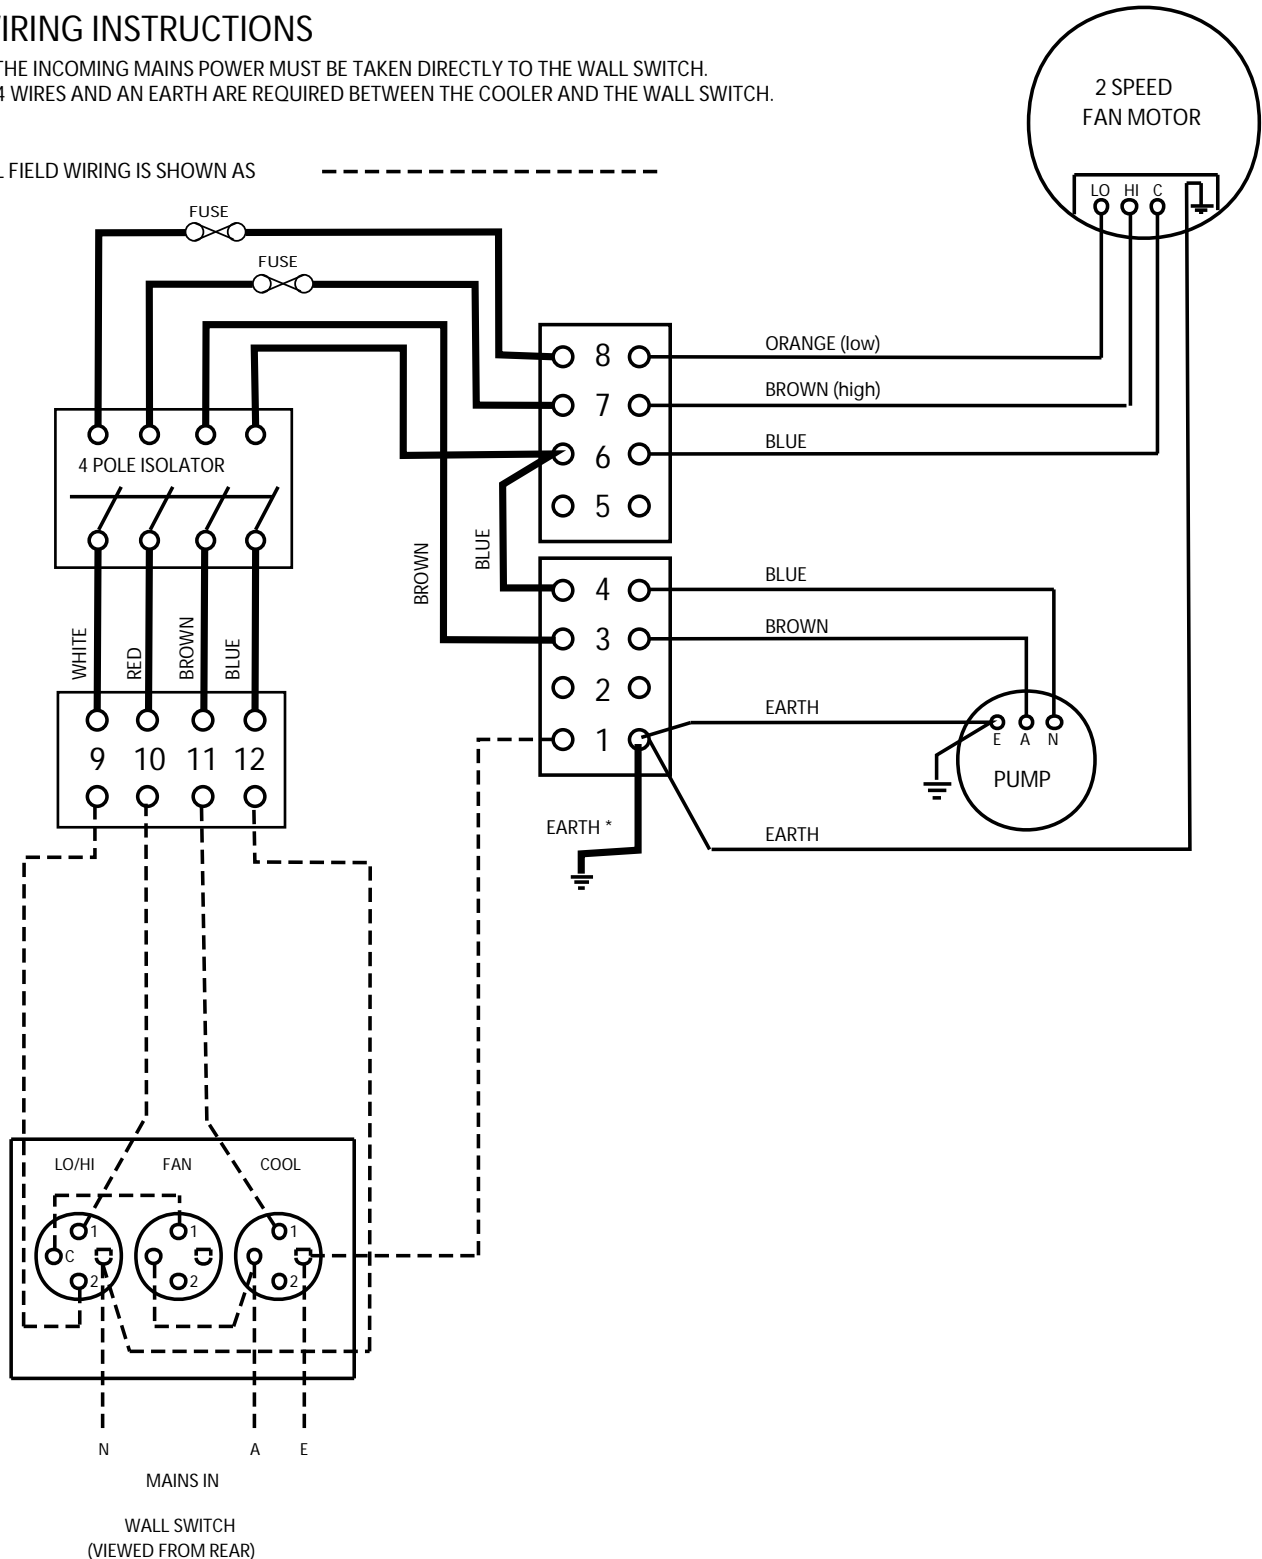 IRING INSTRUCTIONS
THE INCOMING MAINS POWER MUST BE TAKEN DIRECTLY TO THE WALL SWITCH.
4 WIRES AND AN EARTH ARE REQUIRED BETWEEN THE COOLER AND THE WALL SWITCH.
L FIELD WIRING IS SHOWN AS
2 SPEED
FAN MOTOR
LO HI C
FUSE
FUSE
8
ORANGE (low)
7
BROWN (high)
6
BLUE
5
4 POLE ISOLATOR
BROWN
BLUE
4
BLUE
3
BROWN
2
1
EARTH
E A N
PUMP
EARTH *
EARTH
WHITE
RED
BROWN
BLUE
9 10 11 12
LO/HI FAN COOL
1 1 1
C
2 2 2
N A E
MAINS IN
WALL SWITCH
(VIEWED FROM REAR)